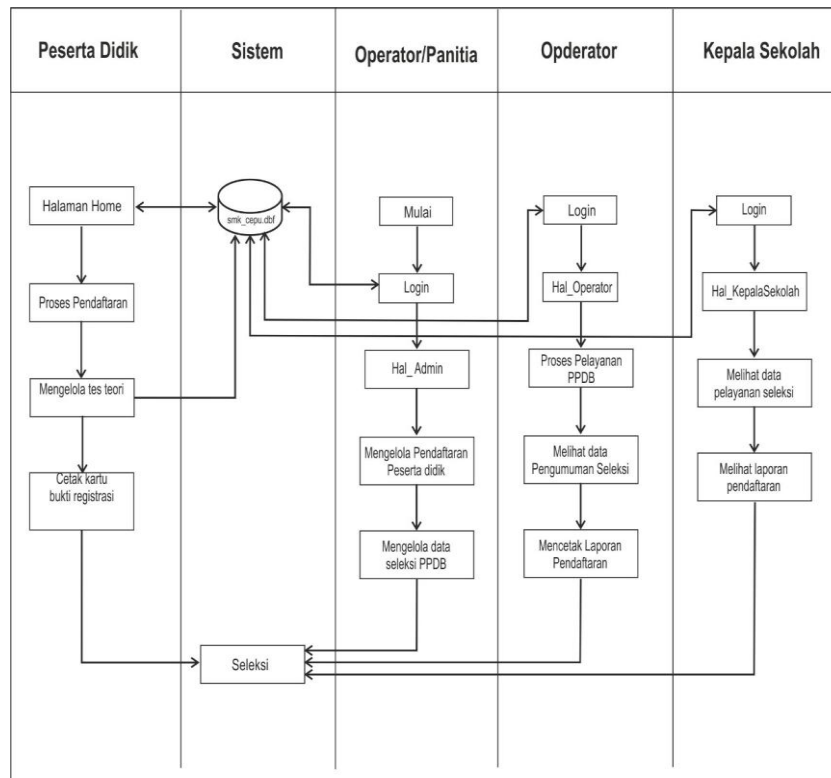 Peserta Didik
Sistem
Operator/Panitia
Opderator
Kepala Sekolah
Halaman Home
smk_cepu.dbf
Mulai
Login
Login
Proses Pendaftaran
Login
Hal_Operator
Hal_KepalaSekolah
Mengelola tes teori
Hal_Admin
Proses Pelayanan
PPDB
Melihat data
pelayanan seleksi
Cetak kartu
bukti registrasi
Mengelola Pendaftaran
Peserta didik
Melihat data
Pengumuman Seleksi
Melihat laporan
pendaftaran
Mengelola data
seleksi PPDB
Mencetak Laporan
Pendaftaran
Seleksi